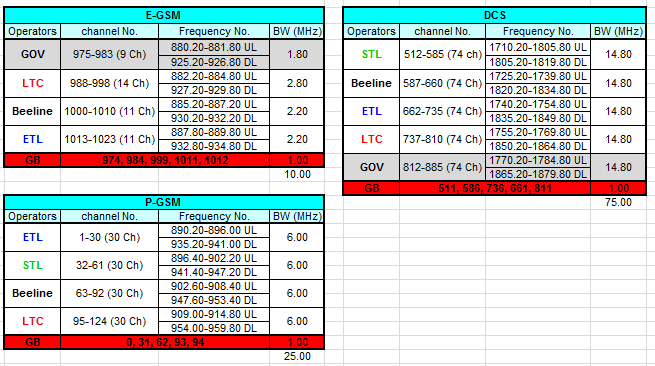 E-GSM
Operators channel No. Frequency No. BW (MHz)
GOV 975-983 (9 Ch) 880.20-881.80 UL 1.80
925.20-926.80 DL
LTC 988-998 (14 Ch) 882.20-884.80 UL 2.80
927.20-929.80 DL
Beeline 1000-1010 (11 Ch) 885.20-887.20 UL 2.20
930.20-932.20 DL
ETL 1013-1023 (11 Ch) 887.80-889.80 UL 2.20
932.80-934.80 DL
GB 974, 984, 999, 1011, 1012 1.00
10.00
P-GSM
Operators channel No. Frequency No. BW (MHz)
ETL 1-30 (30 Ch) 890.20-896.00 UL 6.00
935.20-941.00 DL
STL 32-61 (30 Ch) 896.40-902.20 UL 6.00
941.40-947.20 DL
Beeline 63-92 (30 Ch) 902.60-908.40 UL 6.00
947.60-953.40 DL
LTC 95-124 (30 Ch) 909.00-914.80 UL 6.00
954.00-959.80 DL
GB 0, 31, 62, 93, 94 1.00
25.00
DCS
Operators channel No. Frequency No. BW (MHz)
STL 512-585 (74 ch) 1710.20-1805.80 UL 14.80
1805.20-1819.80 DL
Beeline 587-660 (74 Ch) 1725.20-1739.80 UL 14.80
1820.20-1834.80 DL
ETL 662-735 (74 Ch) 1740.20-1754.80 UL 14.80
1835.20-1849.80 DL
LTC 737-810 (74 Ch) 1755.20-1769.80 UL 14.80
1850.20-1864.80 DL
GOV 812-885 (74 Ch) 1770.20-1784.80 UL 14.80
1865.20-1879.80 DL
GB 511, 586, 736, 661, 811 1.00
75.00